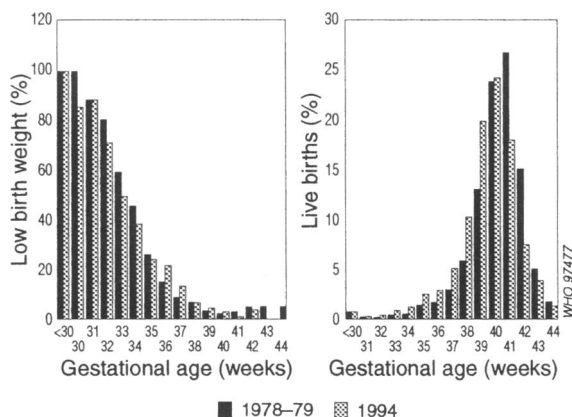 120
100
80
60
40
20
0
Low birth weight (%)
<30 31 32 34 35 37 38 40 41 43 44
30 33 36 39 42
Gestational age (weeks)
30
25
20
15
10
5
0
Live births (%)
<30 32 34 36 38 40 42 44
31 33 35 37 39 41 43
Gestational age (weeks)
WHO 97477
1978–79 1994